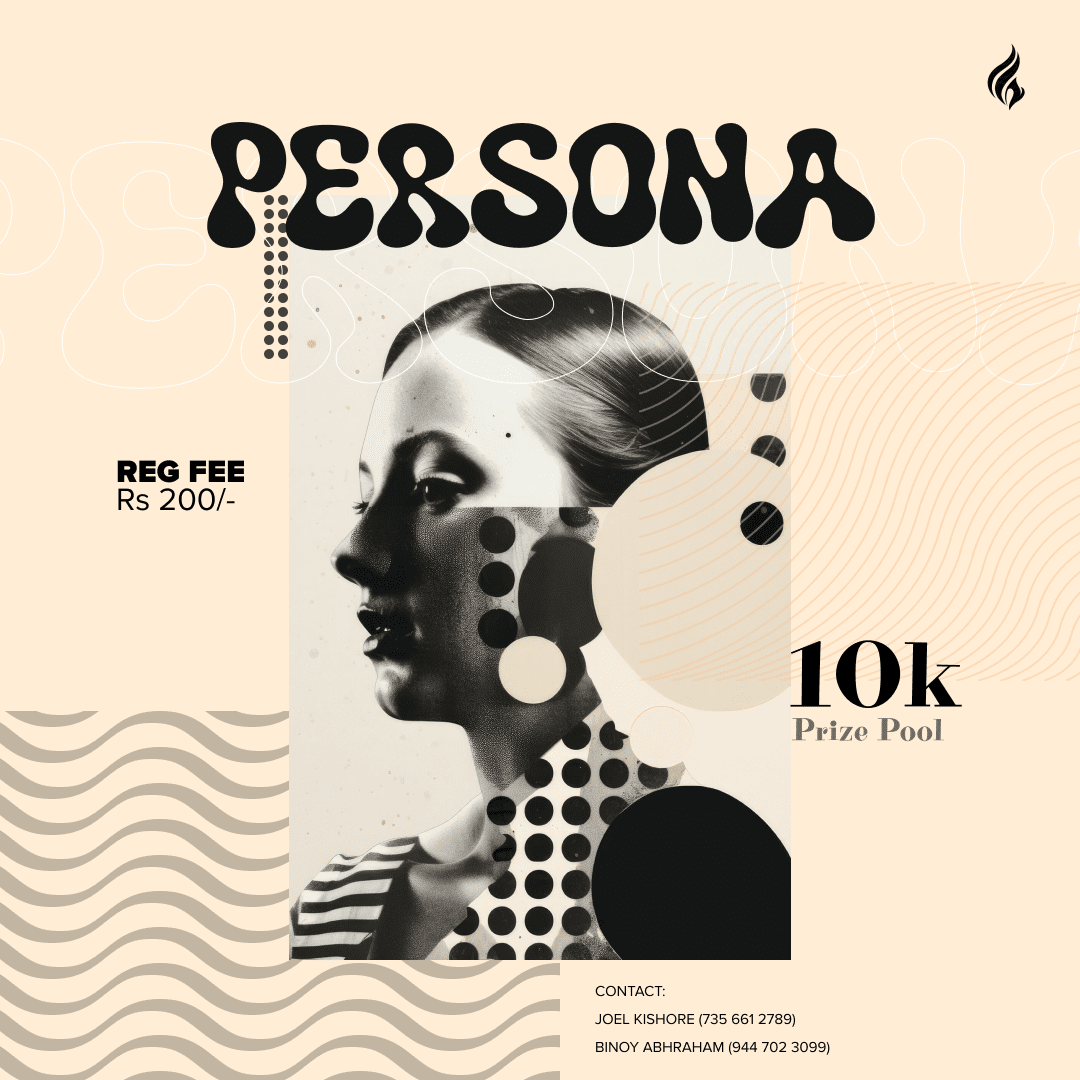 PERSONA
REG FEE
Rs 200/-
10k
Prize Pool
CONTACT:
JOEL KISHORE (735 661 2789)
BINOY ABHRAHAM (944 702 3099)